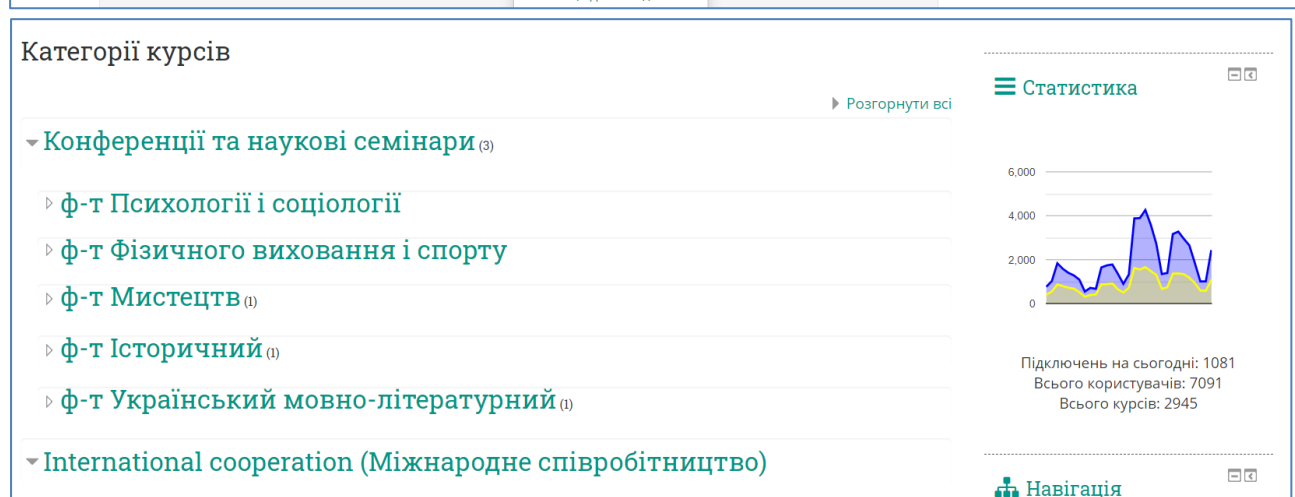 Категорії курсів
Розгорнути всі
Конференції та наукові семінари (3)
ф-т Психології і соціології
ф-т Фізичного виховання і спорту
ф-т Мистецтв (1)
ф-т Історичний (1)
ф-т Український мовно-літературний (1)
International cooperation (Міжнародне співробітництво)
Статистика
6,000
4,000
2,000
0
Підключень на сьогодні: 1081
Всього користувачів: 7091
Всього курсів: 2945
Навігація